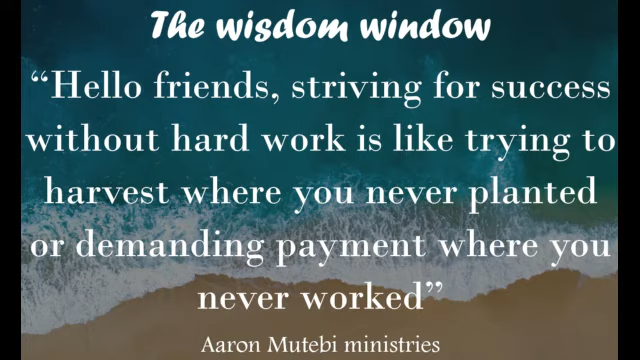 The wisdom window
“Hello friends, striving for success
without hard work is like trying to
harvest where you never planted
or demanding payment where you
never worked”
Aaron Mutebi ministries